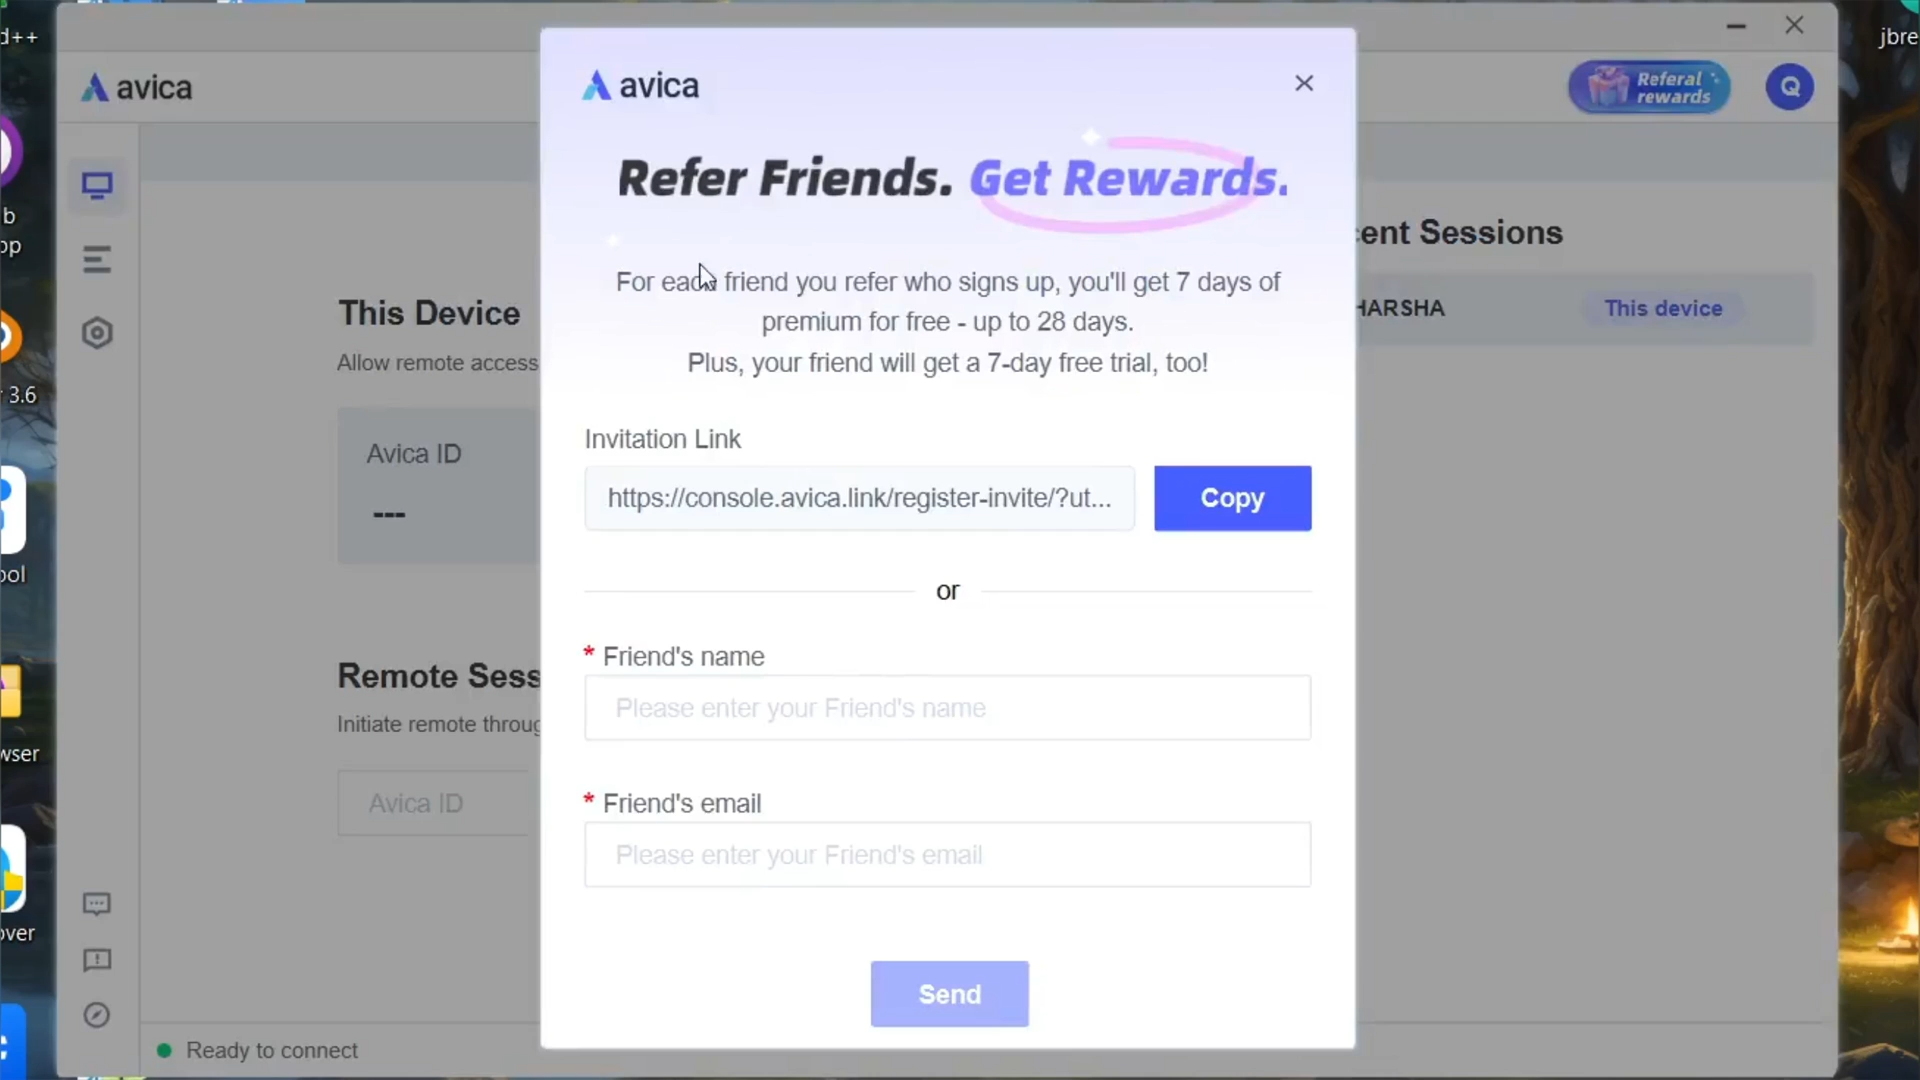 d++
jbre
avica
Referal
rewards
Q
avica
Refer Friends. Get Rewards.
For each friend you refer who signs up, you'll get 7 days of
premium for free - up to 28 days.
Plus, your friend will get a 7-day free trial, too!
Invitation Link
https://console.avica.link/register-invite/?ut...
Copy
or
* Friend's name
Please enter your Friend's name
* Friend's email
Please enter your Friend's email
Send
This Device
Allow remote access
Avica ID
---
Remote Sess
Initiate remote throug
Avica ID
ent Sessions
HARSHA
This device
Ready to connect
b
op
3.6
ool
wser
over